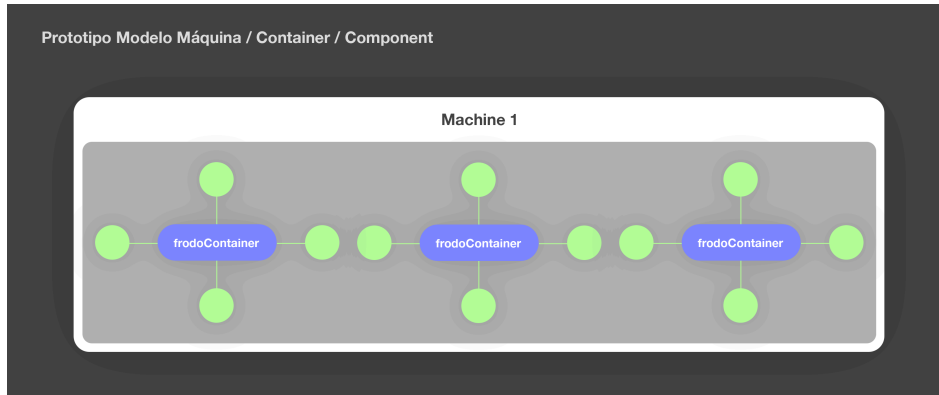 Prototipo Modelo Máquina / Container / Component
Machine 1
frodoContainer
frodoContainer
frodoContainer